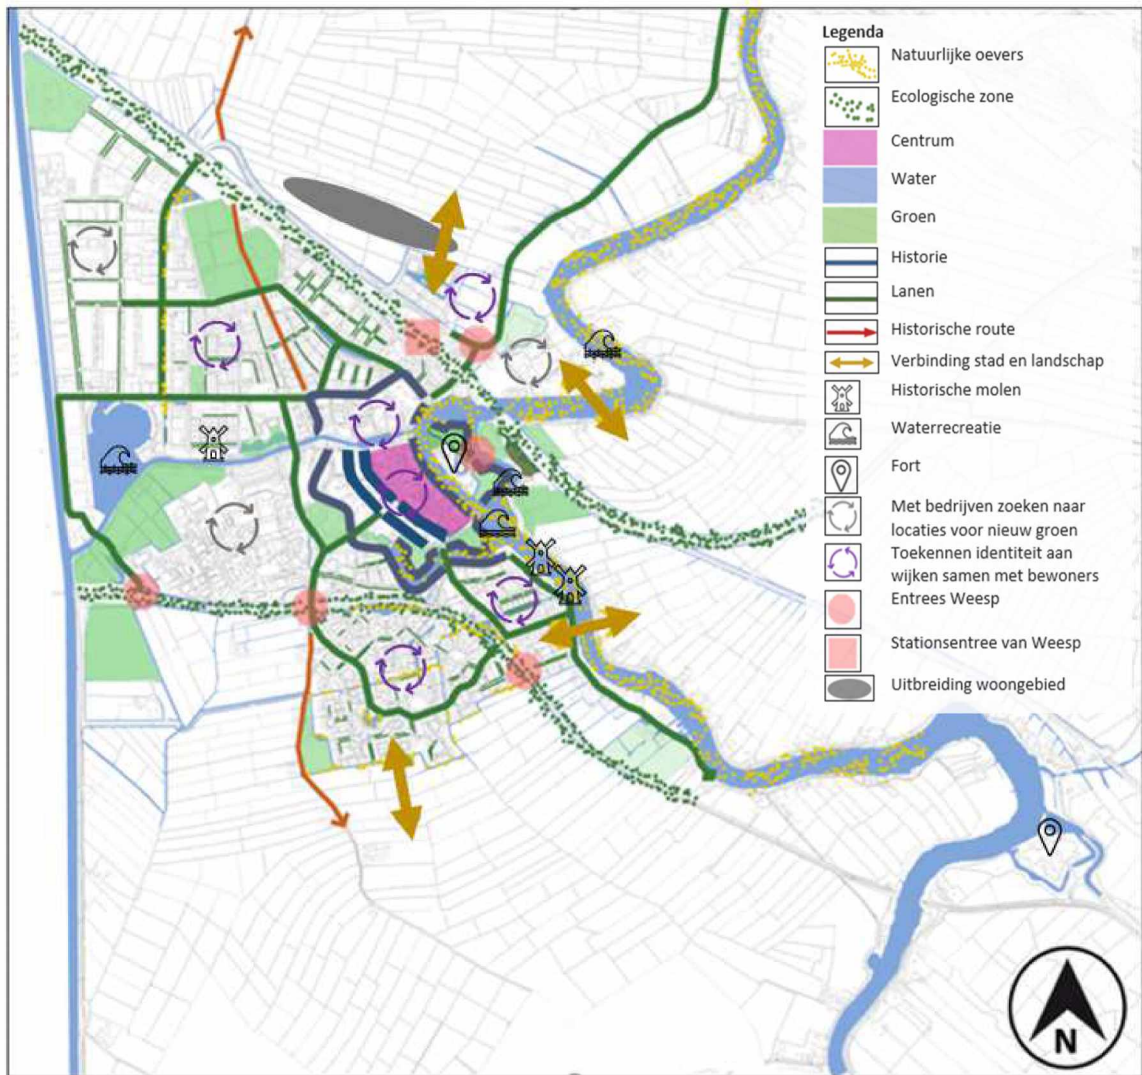 Legenda
Natuurlijke oevers
Ecologische zone
Centrum
Water
Groen
Historie
Lanen
Historische route
Verbinding stad en landschap
Historische molen
Waterrecreatie
Fort
Met bedrijven zoeken naar
locaties voor nieuw groen
Toekennen identiteit aan
wijken samen met bewoners
Entrees Weesp
Stationsentree van Weesp
Uitbreiding woongebied
N